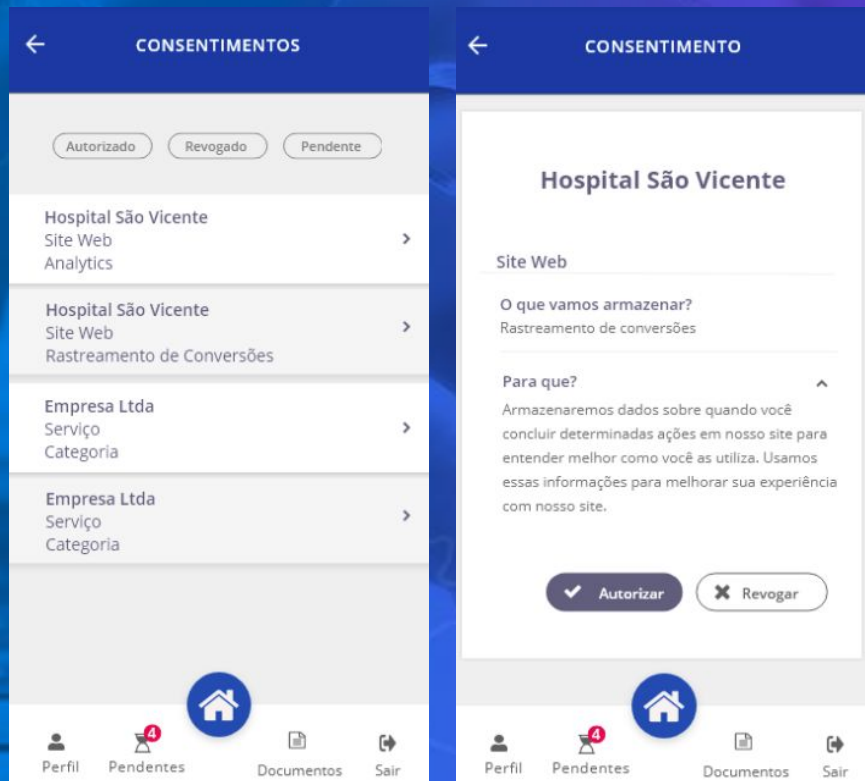 CONSENTIMENTOS
Autorizado Revogado Pendente
Hospital São Vicente
Site Web
Analytics
Hospital São Vicente
Site Web
Rastreamento de Conversões
Empresa Ltda
Serviço
Categoria
Empresa Ltda
Serviço
Categoria
4
Perfil Pendentes Documentos Sair
CONSENTIMENTO
Hospital São Vicente
Site Web
O que vamos armazenar?
Rastreamento de conversões
Para que?
Armazenaremos dados sobre quando você
concluir determinadas ações em nosso site para
entender melhor como você as utiliza. Usamos
essas informações para melhorar sua experiência
com nosso site.
Autorizar Revogar
4
Perfil Pendentes Documentos Sair